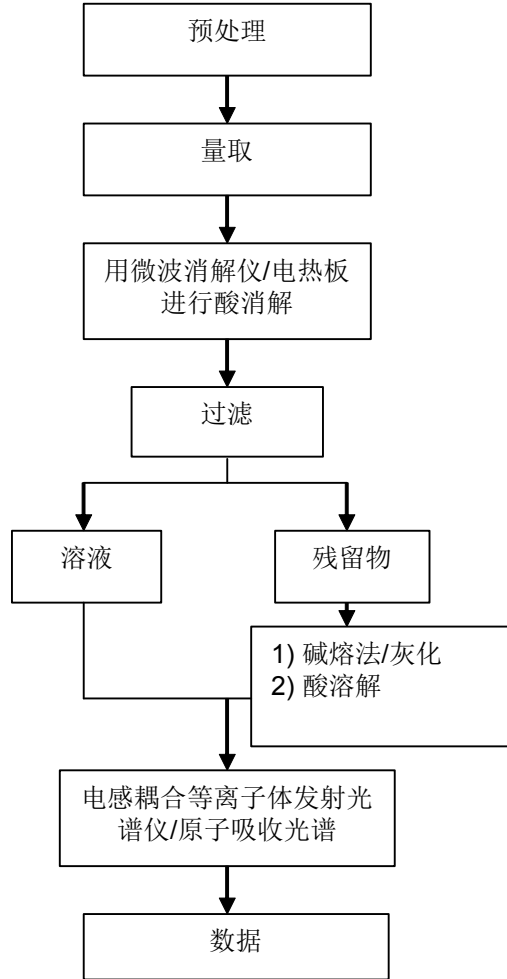 预处理
量取
用微波消解仪/电热板
进行酸消解
过滤
溶液
残留物
1) 碱熔法/灰化
2) 酸溶解
电感耦合等离子体发射光
谱仪/原子吸收光谱
数据